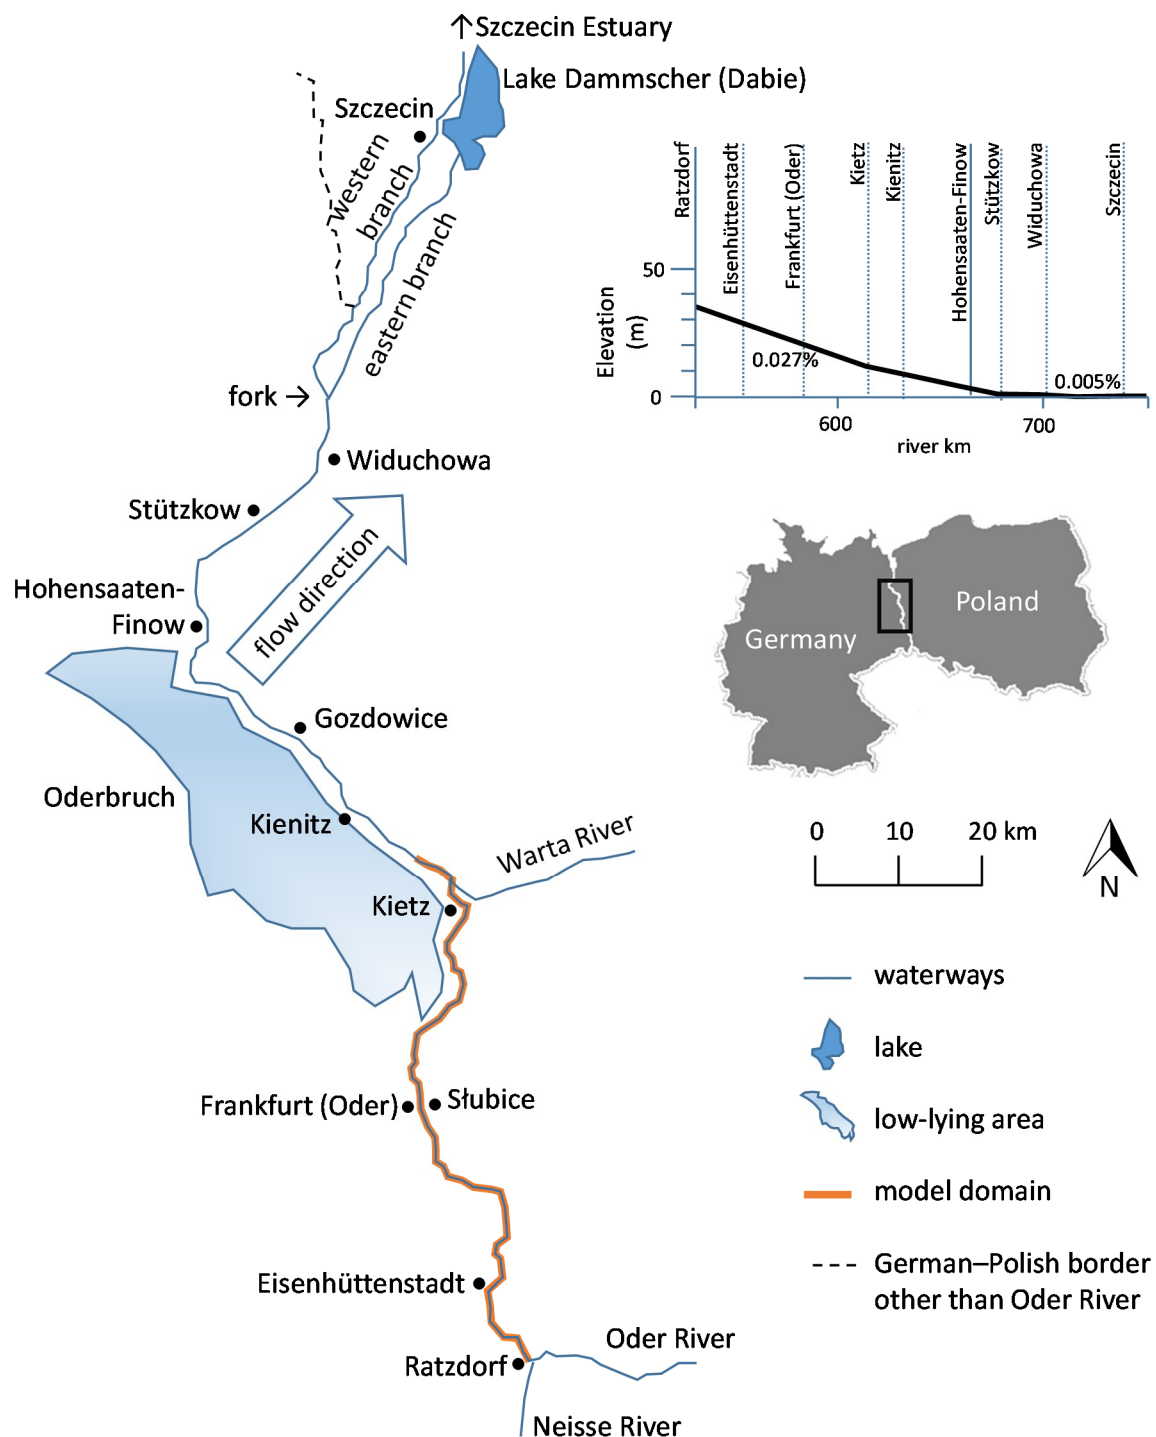 ↑Szczecin Estuary
Lake Dammscher (Dabie)
Szczecin
western
branch
eastern branch
fork →
Widuchowa
Stützkow
flow direction
Hohensaaten-
Finow
Gozdowice
Oderbruch
Kienitz
Warta River
Kietz
Frankfurt (Oder)
Słubice
Eisenhüttenstadt
Oder River
Ratzdorf
Neisse River
Ratzdorf
Eisenhüttenstadt
Frankfurt (Oder)
Kietz
Kienitz
Hohensaaten-Finow
Stützkow
Widuchowa
Szczecin
Elevation
(m)
50
0
0.027%
0.005%
600
700
river km
Germany
Poland
0 10 20 km
N
waterways
lake
low-lying area
model domain
German–Polish border
other than Oder River